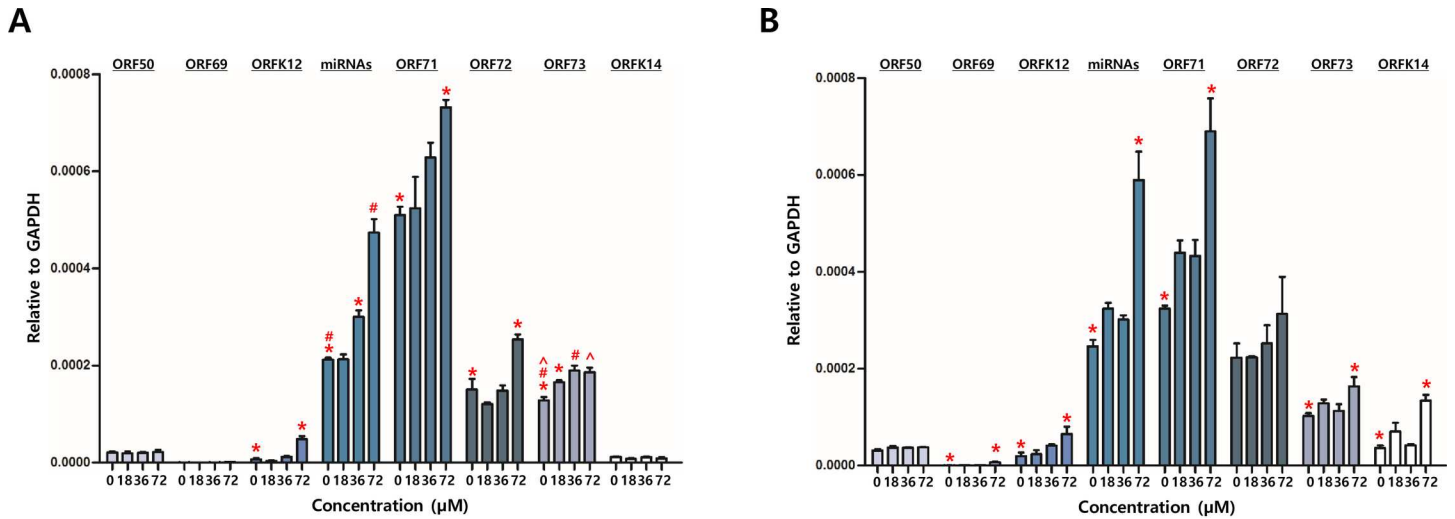 A
ORF50 ORF69 ORFK12 miRNAs ORF71 ORF72 ORF73 ORFK14
Relative to GAPDH
0.0008
0.0006
0.0004
0.0002
0.0000
* * # * * # * * * * ^ # * * # ^
0 18 36 72 0 18 36 72 0 18 36 72 0 18 36 72 0 18 36 72 0 18 36 72 0 18 36 72 0 18 36 72
Concentration (μM)
B
ORF50 ORF69 ORFK12 miRNAs ORF71 ORF72 ORF73 ORFK14
Relative to GAPDH
0.0008
0.0006
0.0004
0.0002
0.0000
* * * * * * * * * * * *
0 18 36 72 0 18 36 72 0 18 36 72 0 18 36 72 0 18 36 72 0 18 36 72 0 18 36 72 0 18 36 72
Concentration (μM)